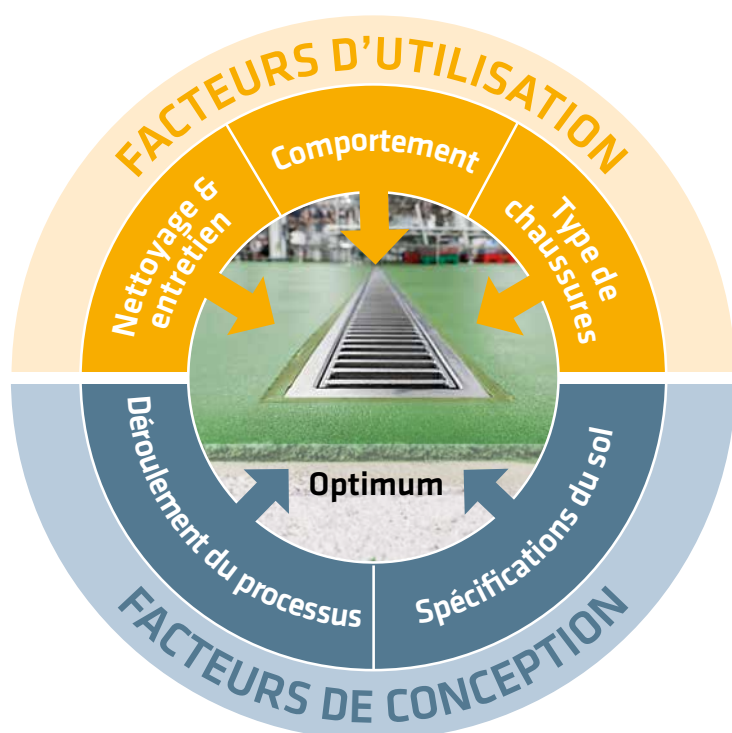 FACTEURS D'UTILISATION
Nettoyage &
entretien
Comportement
Type de
chaussures
Optimum
Déroulement du processus
Spécifications du sol
FACTEURS DE CONCEPTION